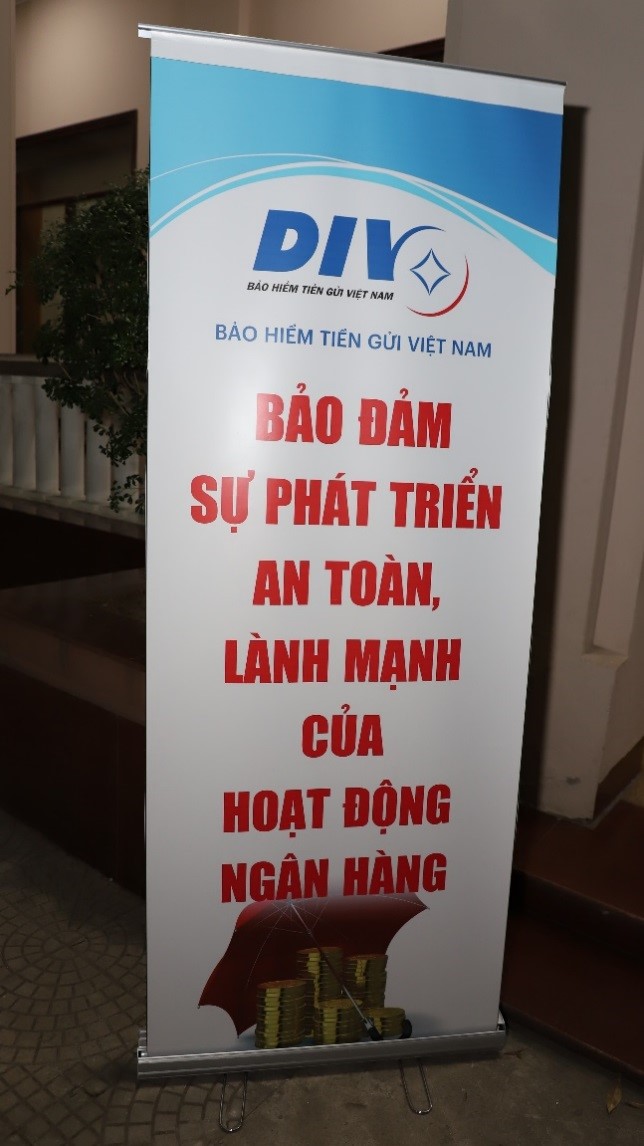 DIV
BẢO HIỂM TIỀN GỬI VIỆT NAM
BẢO HIỂM TIỀN GỬI VIỆT NAM
BẢO ĐẢM
SỰ PHÁT TRIỂN
AN TOÀN,
LÀNH MẠNH
CỦA
HOẠT ĐỘNG
NGÂN HÀNG